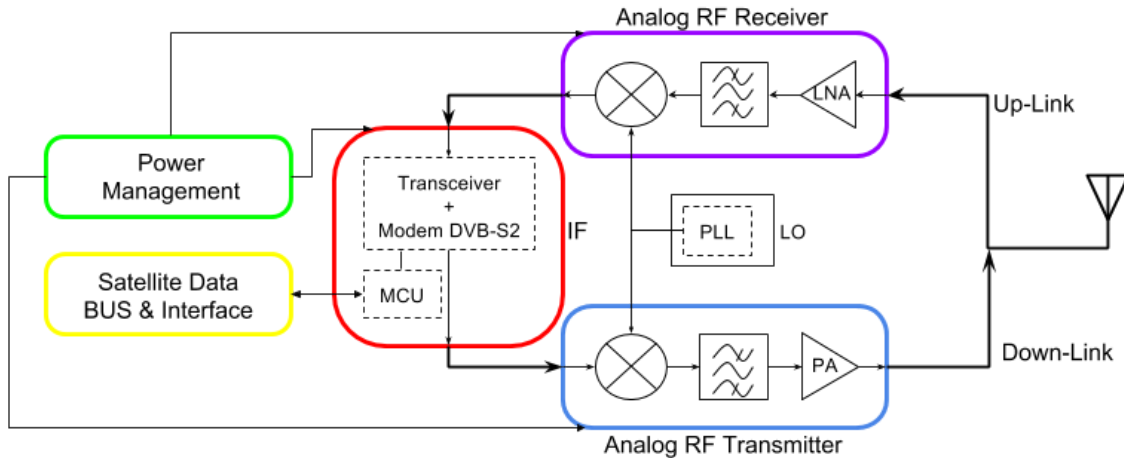 Analog RF Receiver
LNA
Up-Link
Power
Management
Transceiver
+
Modem DVB-S2
IF
PLL
LO
Satellite Data
BUS & Interface
MCU
PA
Down-Link
Analog RF Transmitter